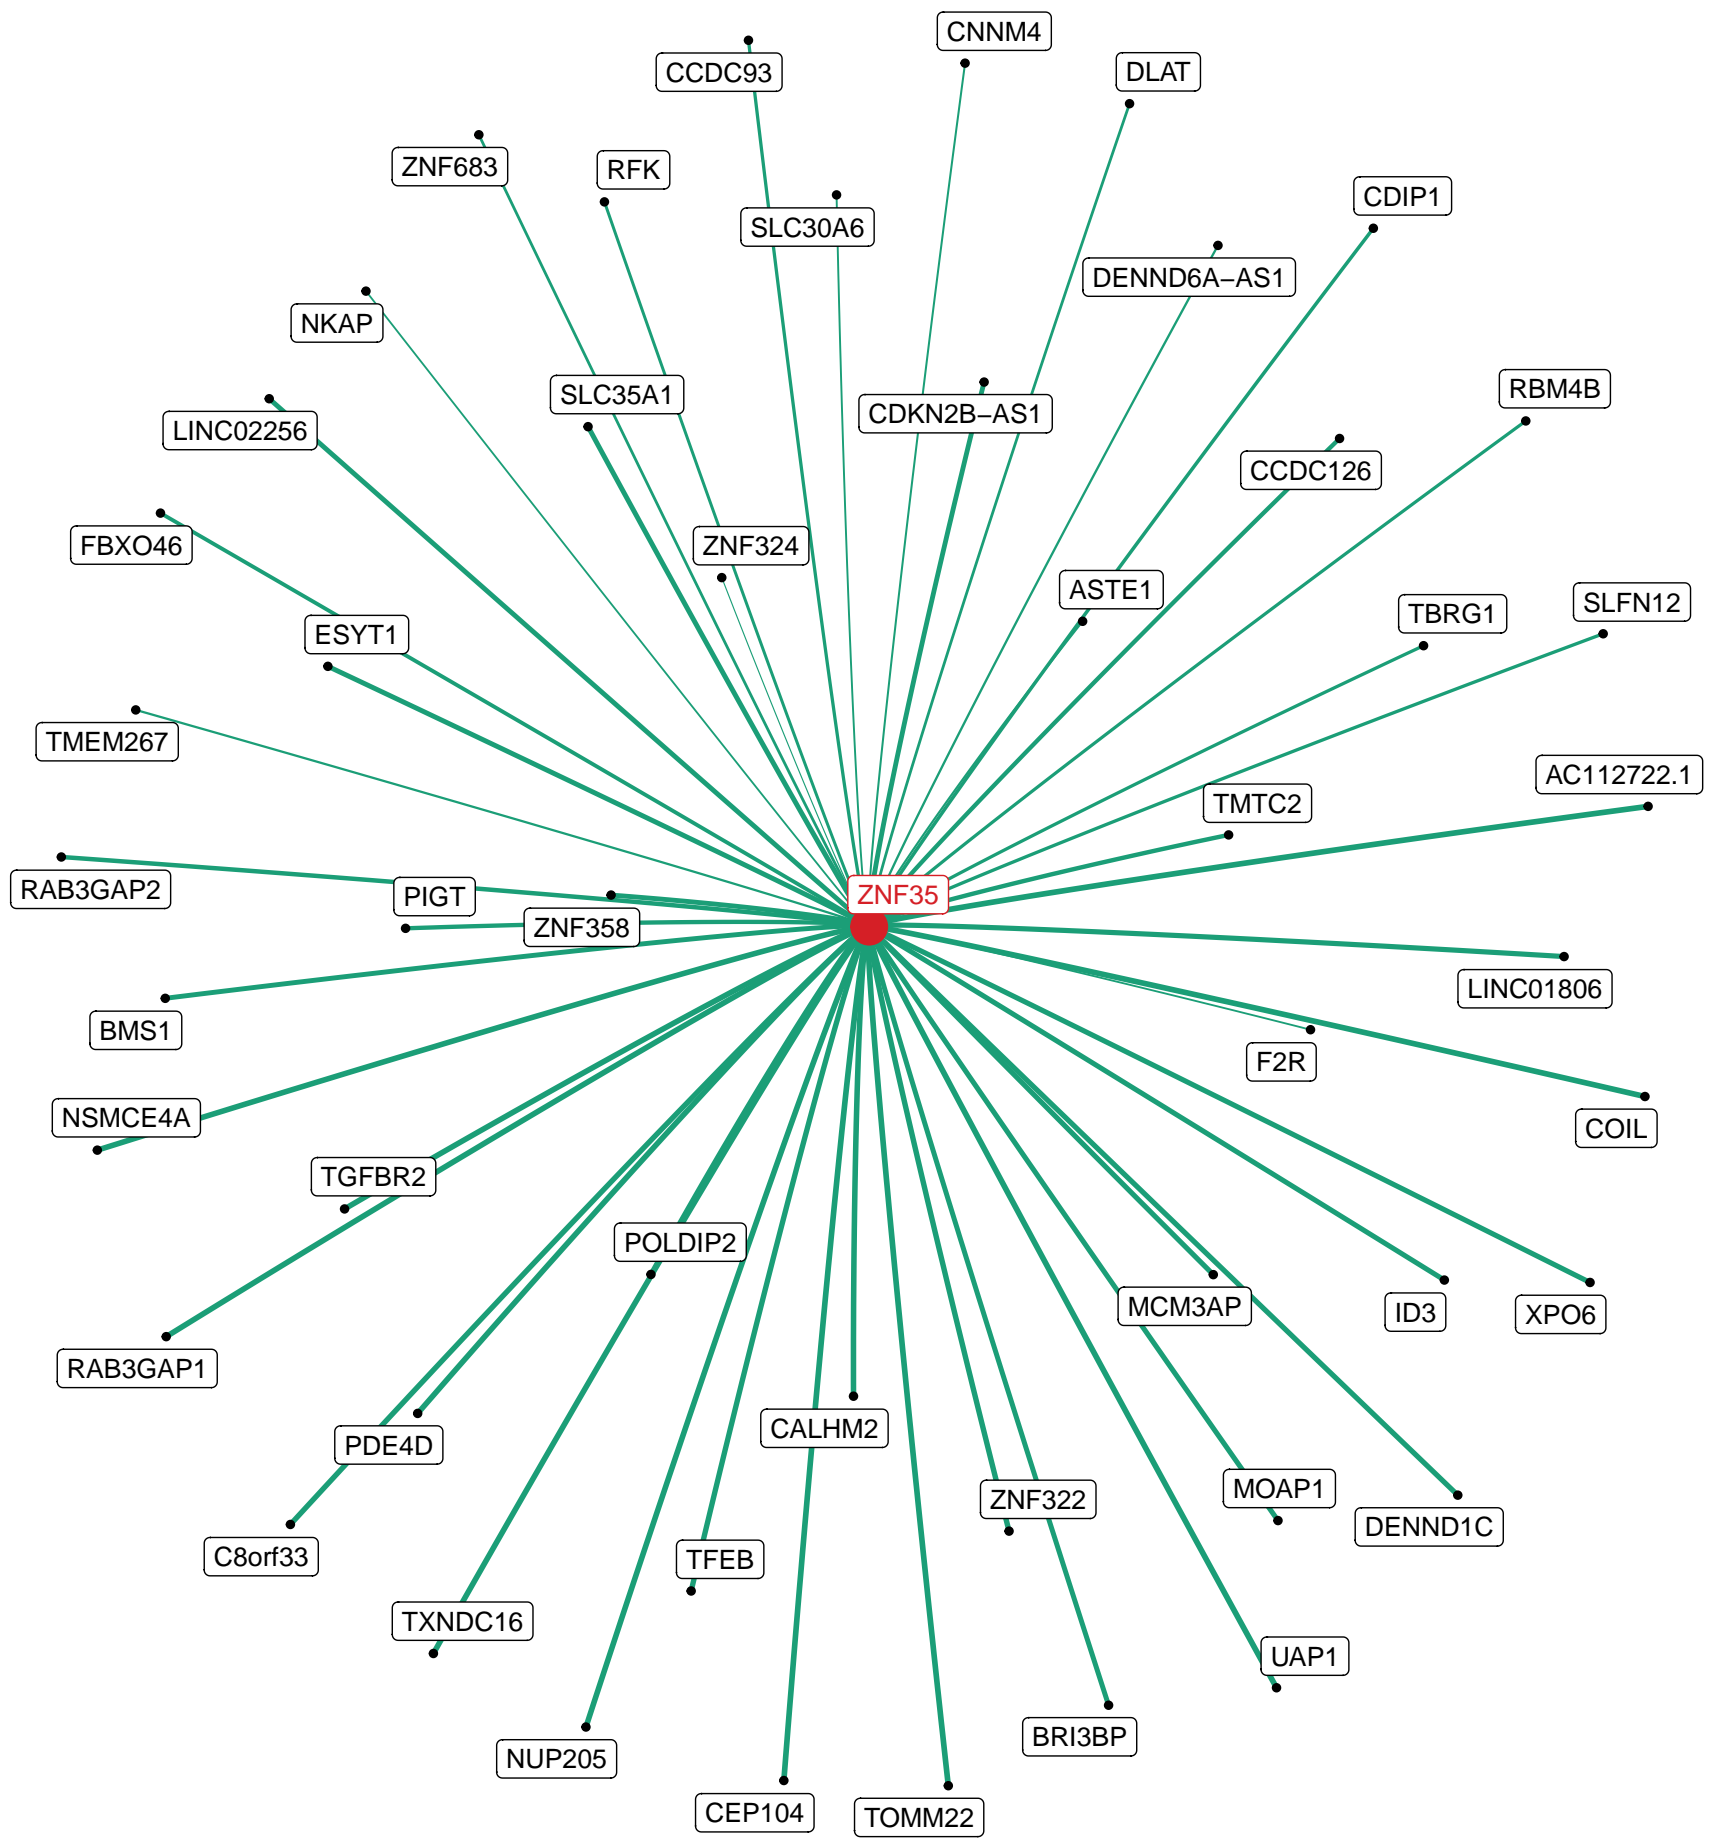 CNNM4
CCDC93
DLAT
ZNF683
RFK
CDIP1
SLC30A6
DENND6A−AS1
NKAP
RBM4B
SLC35A1
CDKN2B−AS1
LINC02256
CCDC126
FBXO46
ZNF324
ASTE1
SLFN12
TBRG1
ESYT1
TMEM267
AC112722.1
TMTC2
RAB3GAP2
PIGT
ZNF35
ZNF358
LINC01806
BMS1
F2R
NSMCE4A
COIL
TGFBR2
POLDIP2
MCM3AP
ID3
XPO6
RAB3GAP1
CALHM2
PDE4D
MOAP1
ZNF322
DENND1C
C8orf33
TFEB
TXNDC16
UAP1
BRI3BP
NUP205
CEP104
TOMM22